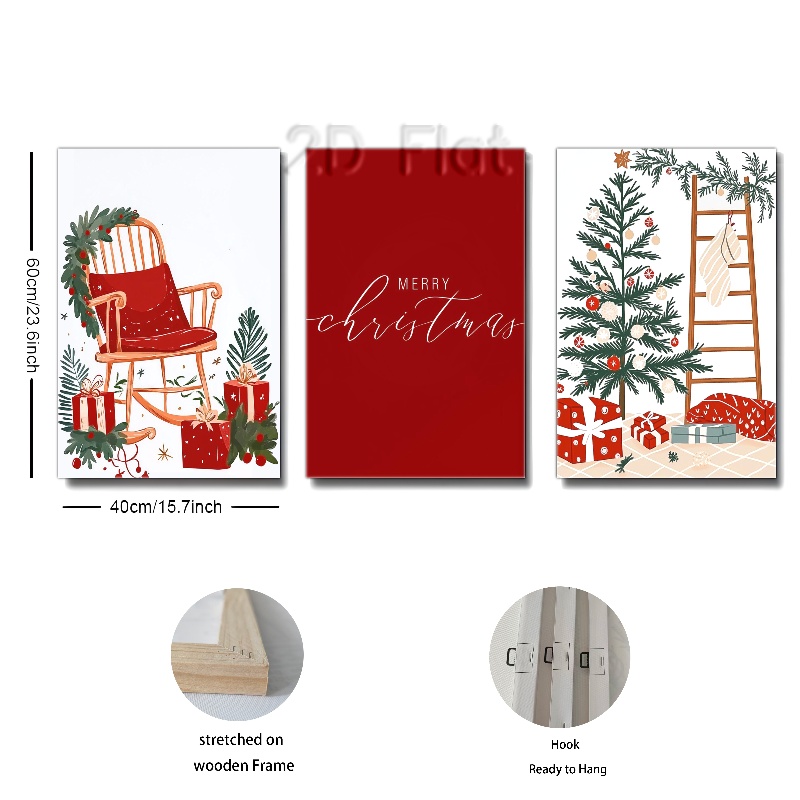 2D Flat
MERRY
christmas
60cm/23.6inch
40cm/15.7inch
stretched on
wooden Frame
Hook
Ready to Hang